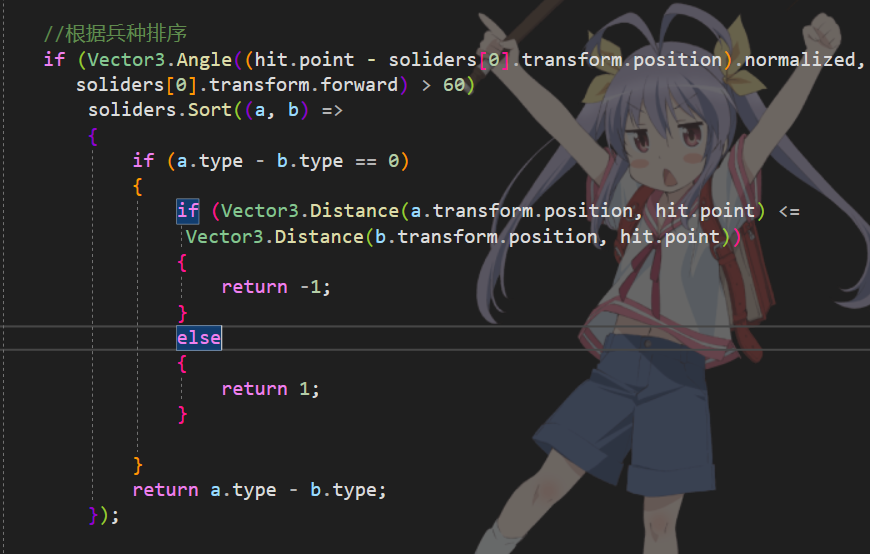 //根据兵种排序
if (Vector3.Angle((hit.point - soliders[0].transform.position).normalized,
soliders[0].transform.forward) > 60)
soliders.Sort((a, b) =>
{
if (a.type - b.type == 0)
{
if (Vector3.Distance(a.transform.position, hit.point) <=
Vector3.Distance(b.transform.position, hit.point))
{
return -1;
}
else
{
return 1;
}
}
return a.type - b.type;
});